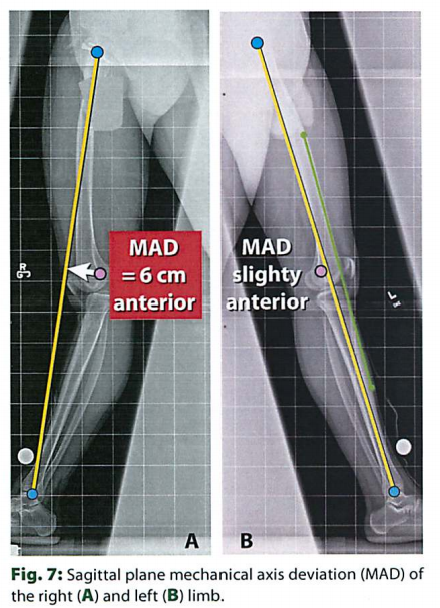 R
MAD
= 6 cm
anterior
A
MAD
slighty
anterior
L
B
Fig. 7: Sagittal plane mechanical axis deviation (MAD) of
the right (A) and left (B) limb.